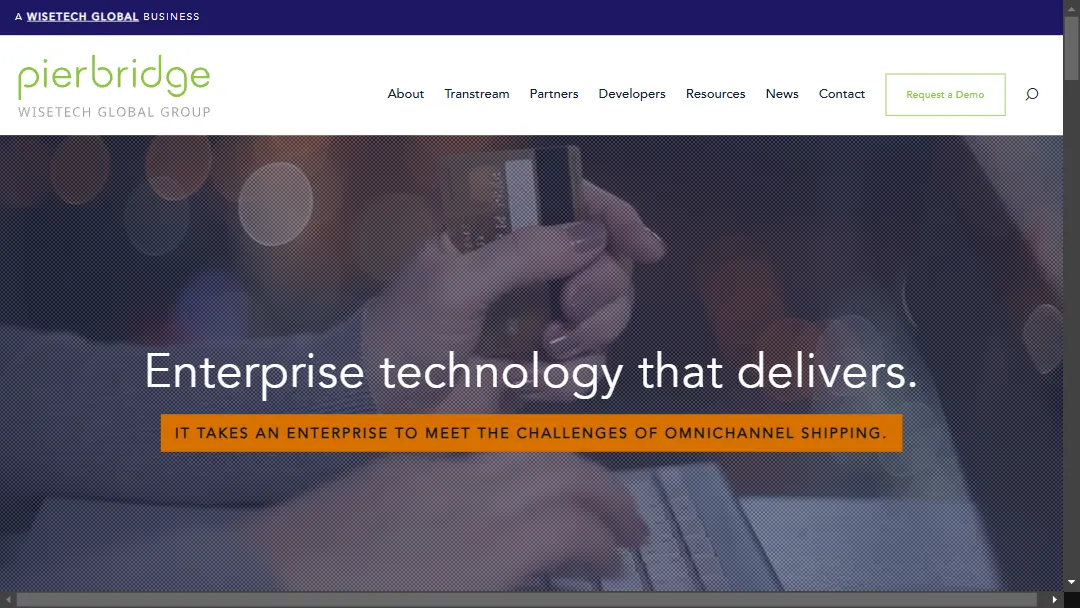 A WISETECH GLOBAL BUSINESS
pierbridge
WISETECH GLOBAL GROUP
About Transtream Partners Developers Resources News Contact Request a Demo
Enterprise technology that delivers.
IT TAKES AN ENTERPRISE TO MEET THE CHALLENGES OF OMNICHANNEL SHIPPING.